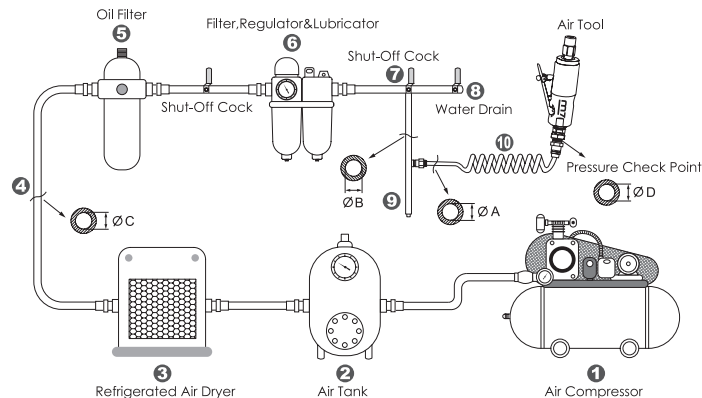 Oil Filter
5
Filter,Regulator&Lubricator
6
Air Tool
Shut-Off Cock
7
8
Shut-Off Cock
Water Drain
10
Pressure Check Point
4
ØB
9
ØA
ØD
ØC
3
Refrigerated Air Dryer
2
Air Tank
1
Air Compressor